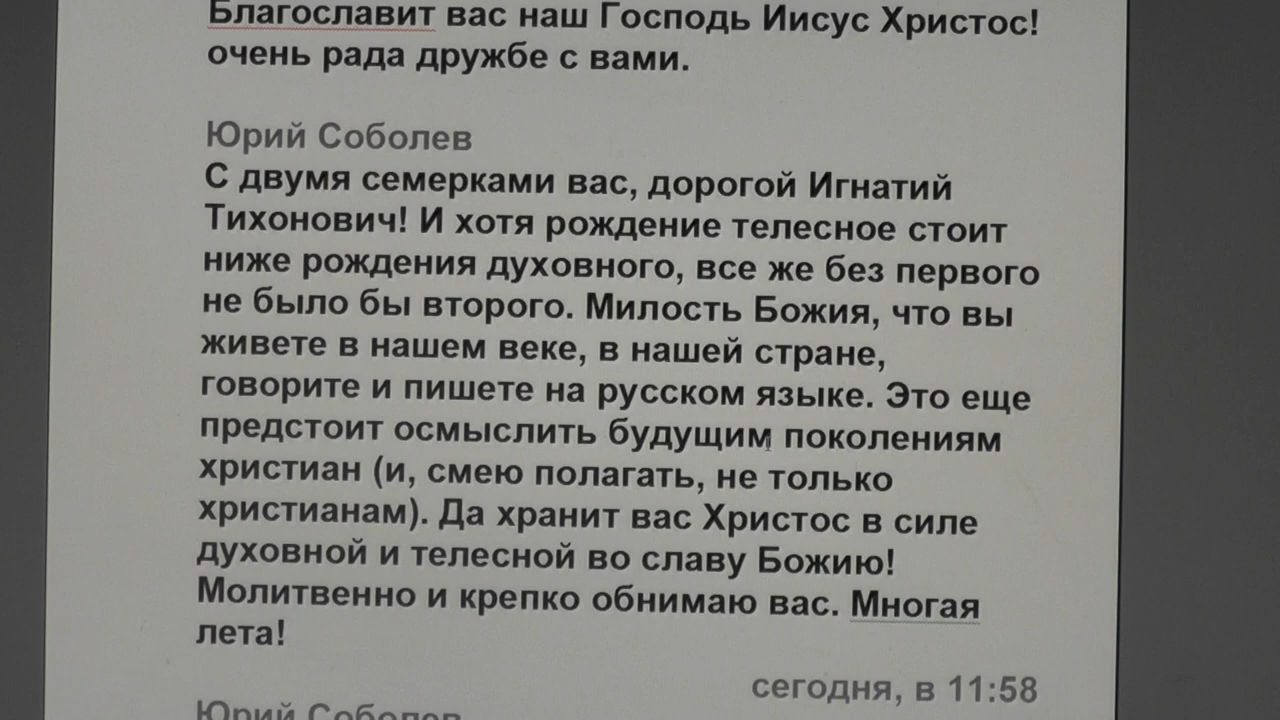 Благославит вас наш Господь Иисус Христос!
очень рада дружбе с вами.
Юрий Соболев
С двумя семерками вас, дорогой Игнатий
Тихонович! И хотя рождение телесное стоит
ниже рождения духовного, все же без первого
не было бы второго. Милость Божия, что вы
живете в нашем веке, в нашей стране,
говорите и пишете на русском языке. Это еще
предстоит осмыслить будущим поколениям
христиан (и, смею полагать, не только
христианам). Да хранит вас Христос в силе
духовной и телесной во славу Божию!
Молитвенно и крепко обнимаю вас. Многая
лета!
сегодня, в 11:58
Юрий Соболев